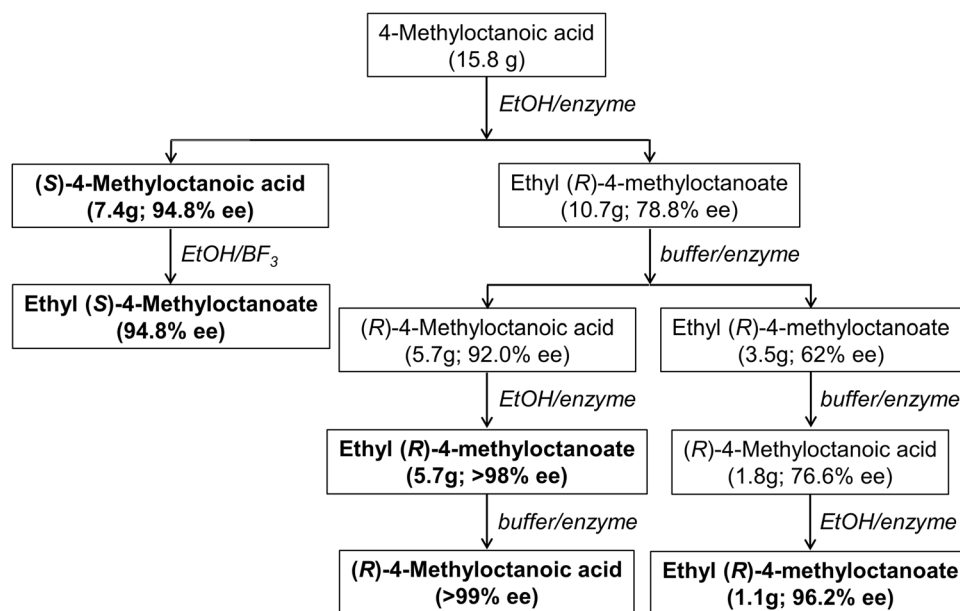 4-Methyloctanoic acid
(15.8 g)
EtOH/enzyme
(S)-4-Methyloctanoic acid
(7.4g; 94.8% ee)
Ethyl (R)-4-methyloctanoate
(10.7g; 78.8% ee)
EtOH/BF3
buffer/enzyme
Ethyl (S)-4-Methyloctanoate
(94.8% ee)
(R)-4-Methyloctanoic acid
(5.7g; 92.0% ee)
Ethyl (R)-4-methyloctanoate
(3.5g; 62% ee)
EtOH/enzyme
buffer/enzyme
Ethyl (R)-4-methyloctanoate
(5.7g; >98% ee)
(R)-4-Methyloctanoic acid
(1.8g; 76.6% ee)
buffer/enzyme
EtOH/enzyme
(R)-4-Methyloctanoic acid
(>99% ee)
Ethyl (R)-4-methyloctanoate
(1.1g; 96.2% ee)